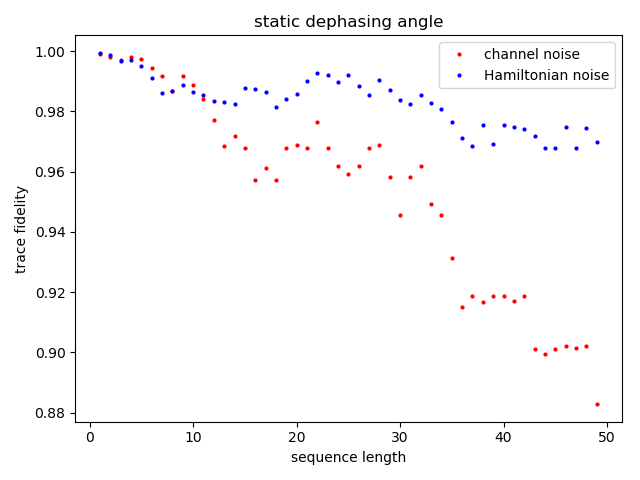 static dephasing angle
channel noise
Hamiltonian noise
trace fidelity
1.00
0.98
0.96
0.94
0.92
0.90
0.88
0 10 20 30 40 50
sequence length